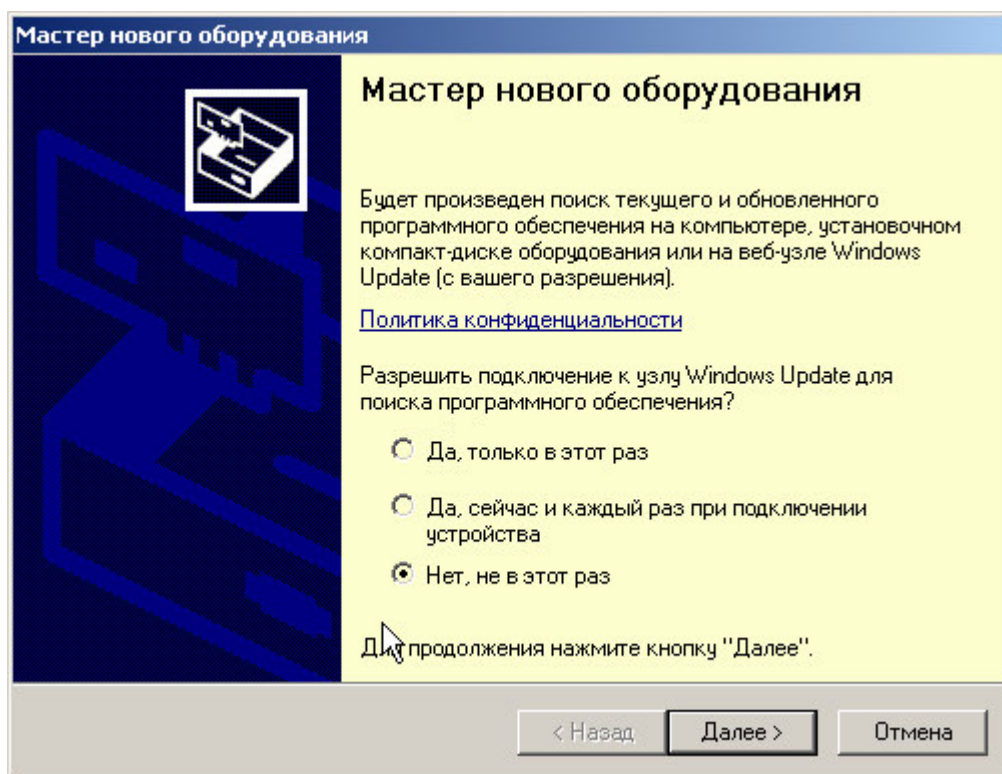 Мастер нового оборудования
Мастер нового оборудования
Будет произведен поиск текущего и обновленного
программного обеспечения на компьютере, установочном
компакт-диске оборудования или на веб-узле Windows
Update (с вашего разрешения).
Политика конфиденциальности
Разрешить подключение к узлу Windows Update для
поиска программного обеспечения?
Да, только в этот раз
Да, сейчас и каждый раз при подключении
устройства
Нет, не в этот раз
Для продолжения нажмите кнопку "Далее".
< Назад Далее > Отмена